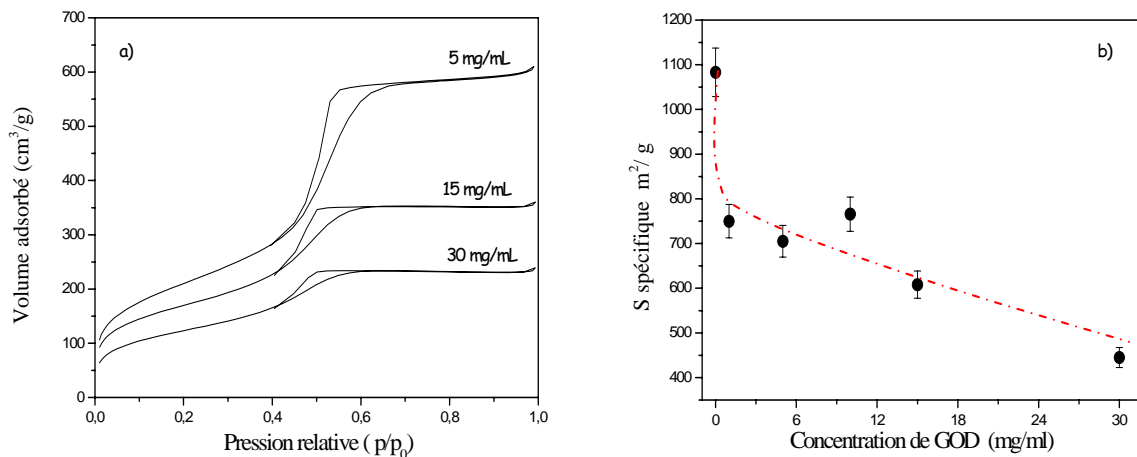 a)
700
600
500
400
300
200
100
0
5 mg/mL
15 mg/mL
30 mg/mL
Volume adsorbé (cm³/g)
0,0 0,2 0,4 0,6 0,8 1,0
Pression relative ( p/p₀)
b)
1200
1100
1000
900
800
700
600
500
400
S spécifique m²/ g
0 6 12 18 24 30
Concentration de GOD (mg/ml)